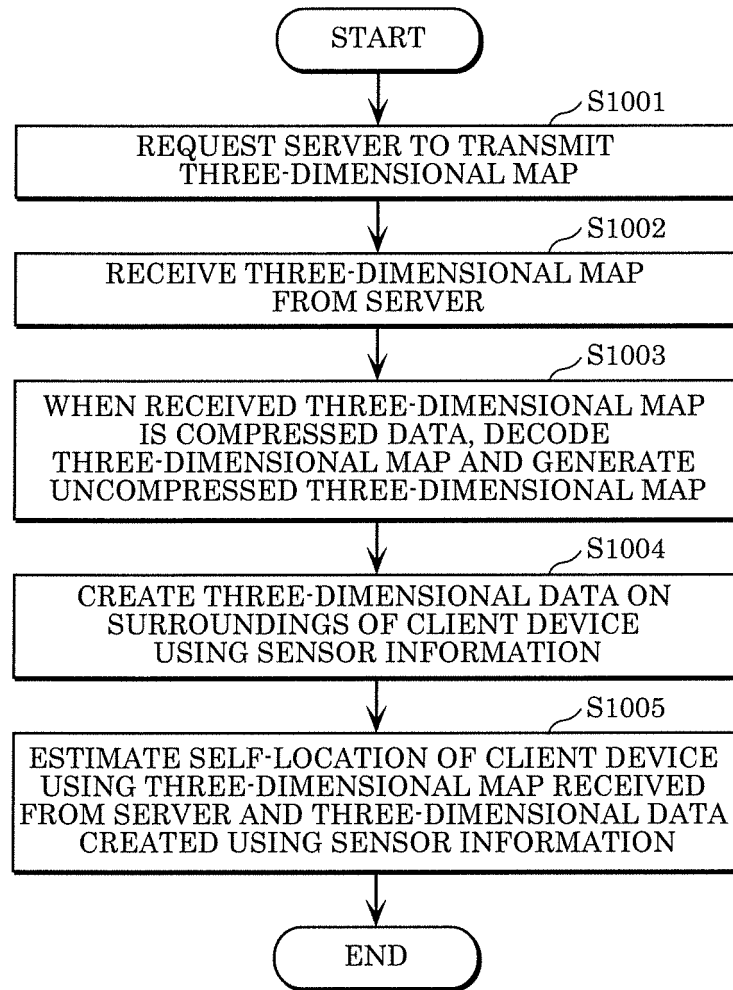 START
S1001
REQUEST SERVER TO TRANSMIT
THREE-DIMENSIONAL MAP
S1002
RECEIVE THREE-DIMENSIONAL MAP
FROM SERVER
S1003
WHEN RECEIVED THREE-DIMENSIONAL MAP
IS COMPRESSED DATA, DECODE
THREE-DIMENSIONAL MAP AND GENERATE
UNCOMPRESSED THREE-DIMENSIONAL MAP
S1004
CREATE THREE-DIMENSIONAL DATA ON
SURROUNDINGS OF CLIENT DEVICE
USING SENSOR INFORMATION
S1005
ESTIMATE SELF-LOCATION OF CLIENT DEVICE
USING THREE-DIMENSIONAL MAP RECEIVED
FROM SERVER AND THREE-DIMENSIONAL DATA
CREATED USING SENSOR INFORMATION
END